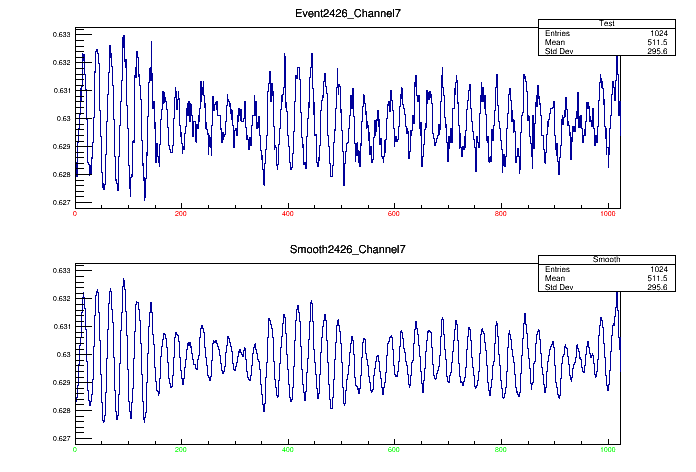 Event2426_Channel7
Test
Entries 1024
Mean 511.5
Std Dev 295.6
0.633
0.632
0.631
0.63
0.629
0.628
0.627
0 200 400 600 800 1000
Smooth2426_Channel7
Smooth
Entries 1024
Mean 511.5
Std Dev 295.6
0.633
0.632
0.631
0.63
0.629
0.628
0.627
0 200 400 600 800 1000